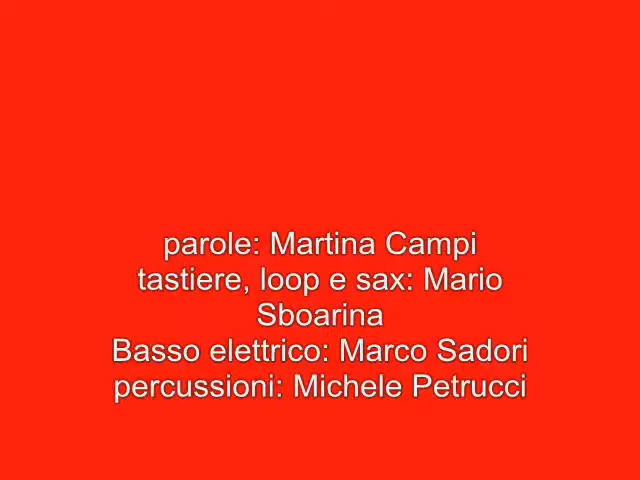 parole: Martina Campi
tastiere, loop e sax: Mario
Sboarina
Basso elettrico: Marco Sadori
percussioni: Michele Petrucci